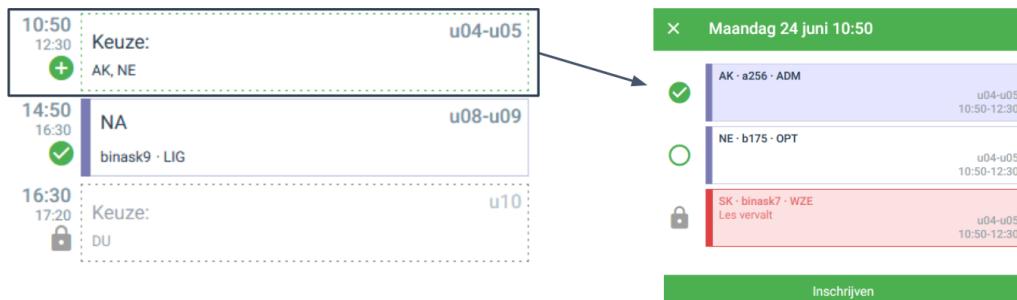 10:50
12:30
Keuze:
AK, NE
u04-u05
14:50
16:30
NA
binask9 · LIG
u08-u09
16:30
17:20
Keuze:
DU
u10
Maandag 24 juni 10:50
AK · a256 · ADM
u04-u05
10:50-12:30
NE · b175 · OPT
u04-u05
10:50-12:30
SK · binask7 · WZE
Les vervalt
u04-u05
10:50-12:30
Inschrijven